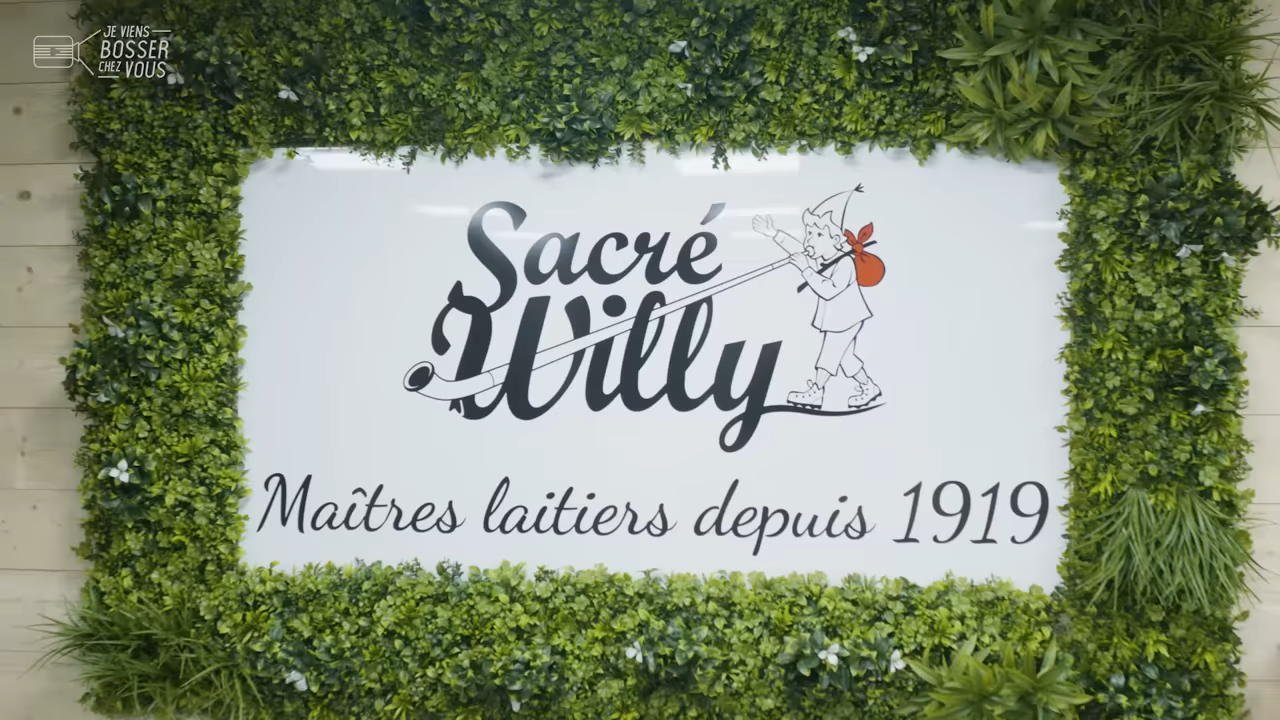 JE VIENS
BOSSER
CHEZ VOUS
Sacré
Willy
Maîtres laitiers depuis 1919